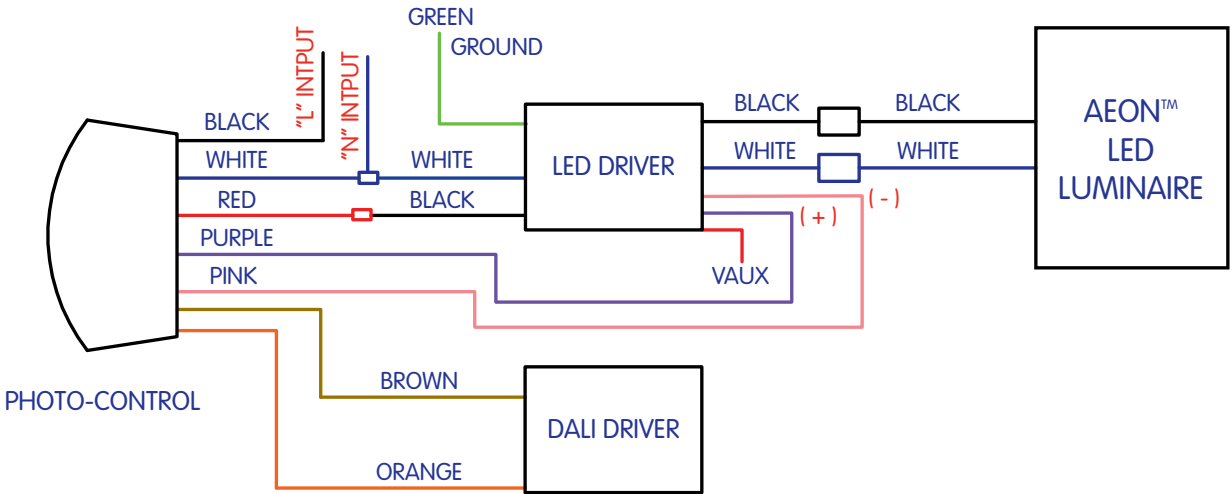 GREEN
GROUND
"L" INTPUT
"N" INTPUT
BLACK
WHITE
WHITE
RED
BLACK
PURPLE
PINK
LED DRIVER
BLACK
BLACK
WHITE
WHITE
( - )
( + )
VAUX
AEON™
LED
LUMINAIRE
PHOTO-CONTROL
BROWN
DALI DRIVER
ORANGE